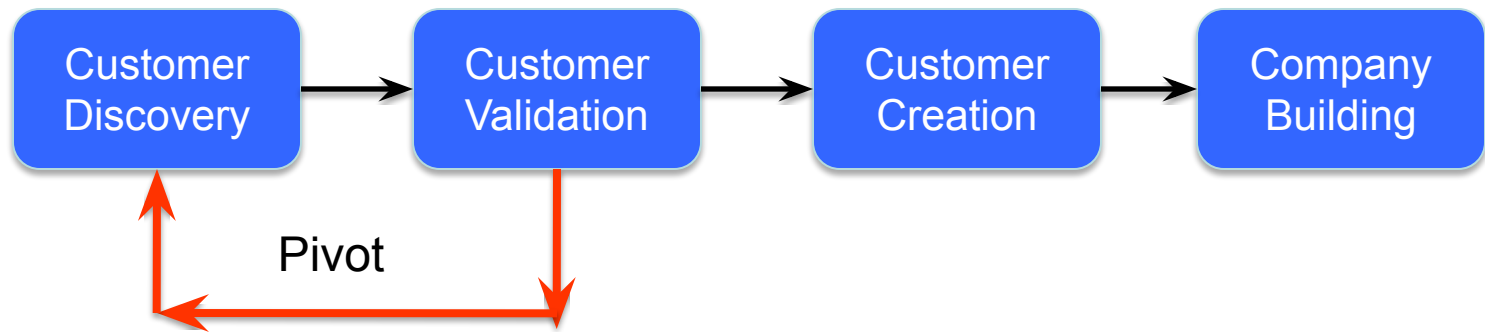 Customer
Discovery
Customer
Validation
Customer
Creation
Company
Building
Pivot